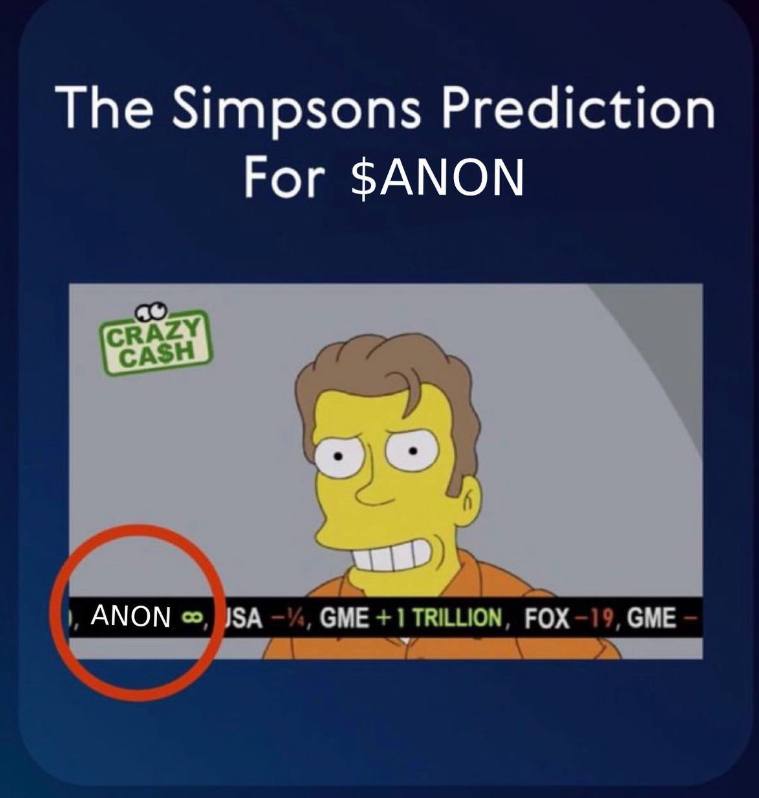 The Simpsons Prediction
For $ANON
CRAZY
CA$H
, ANON ∞, USA -¼, GME +1 TRILLION, FOX -19, GME -